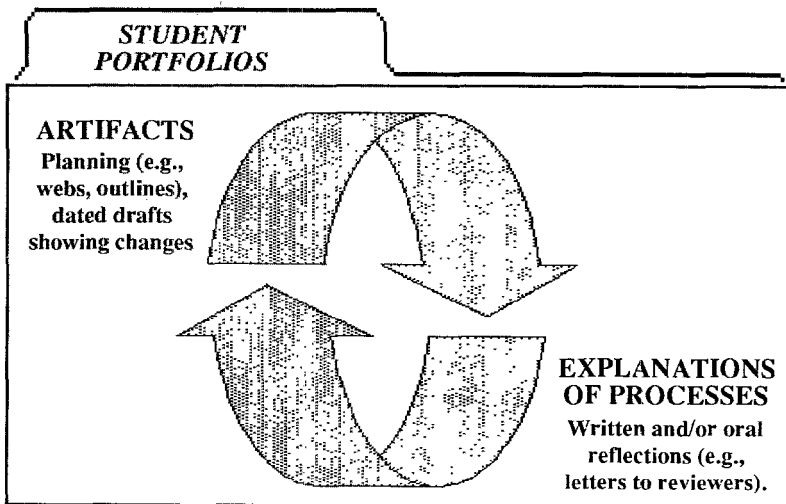 STUDENT
PORTFOLIOS
ARTIFACTS
Planning (e.g.,
webs, outlines),
dated drafts
showing changes
EXPLANATIONS
OF PROCESSES
Written and/or oral
reflections (e.g.,
letters to reviewers).